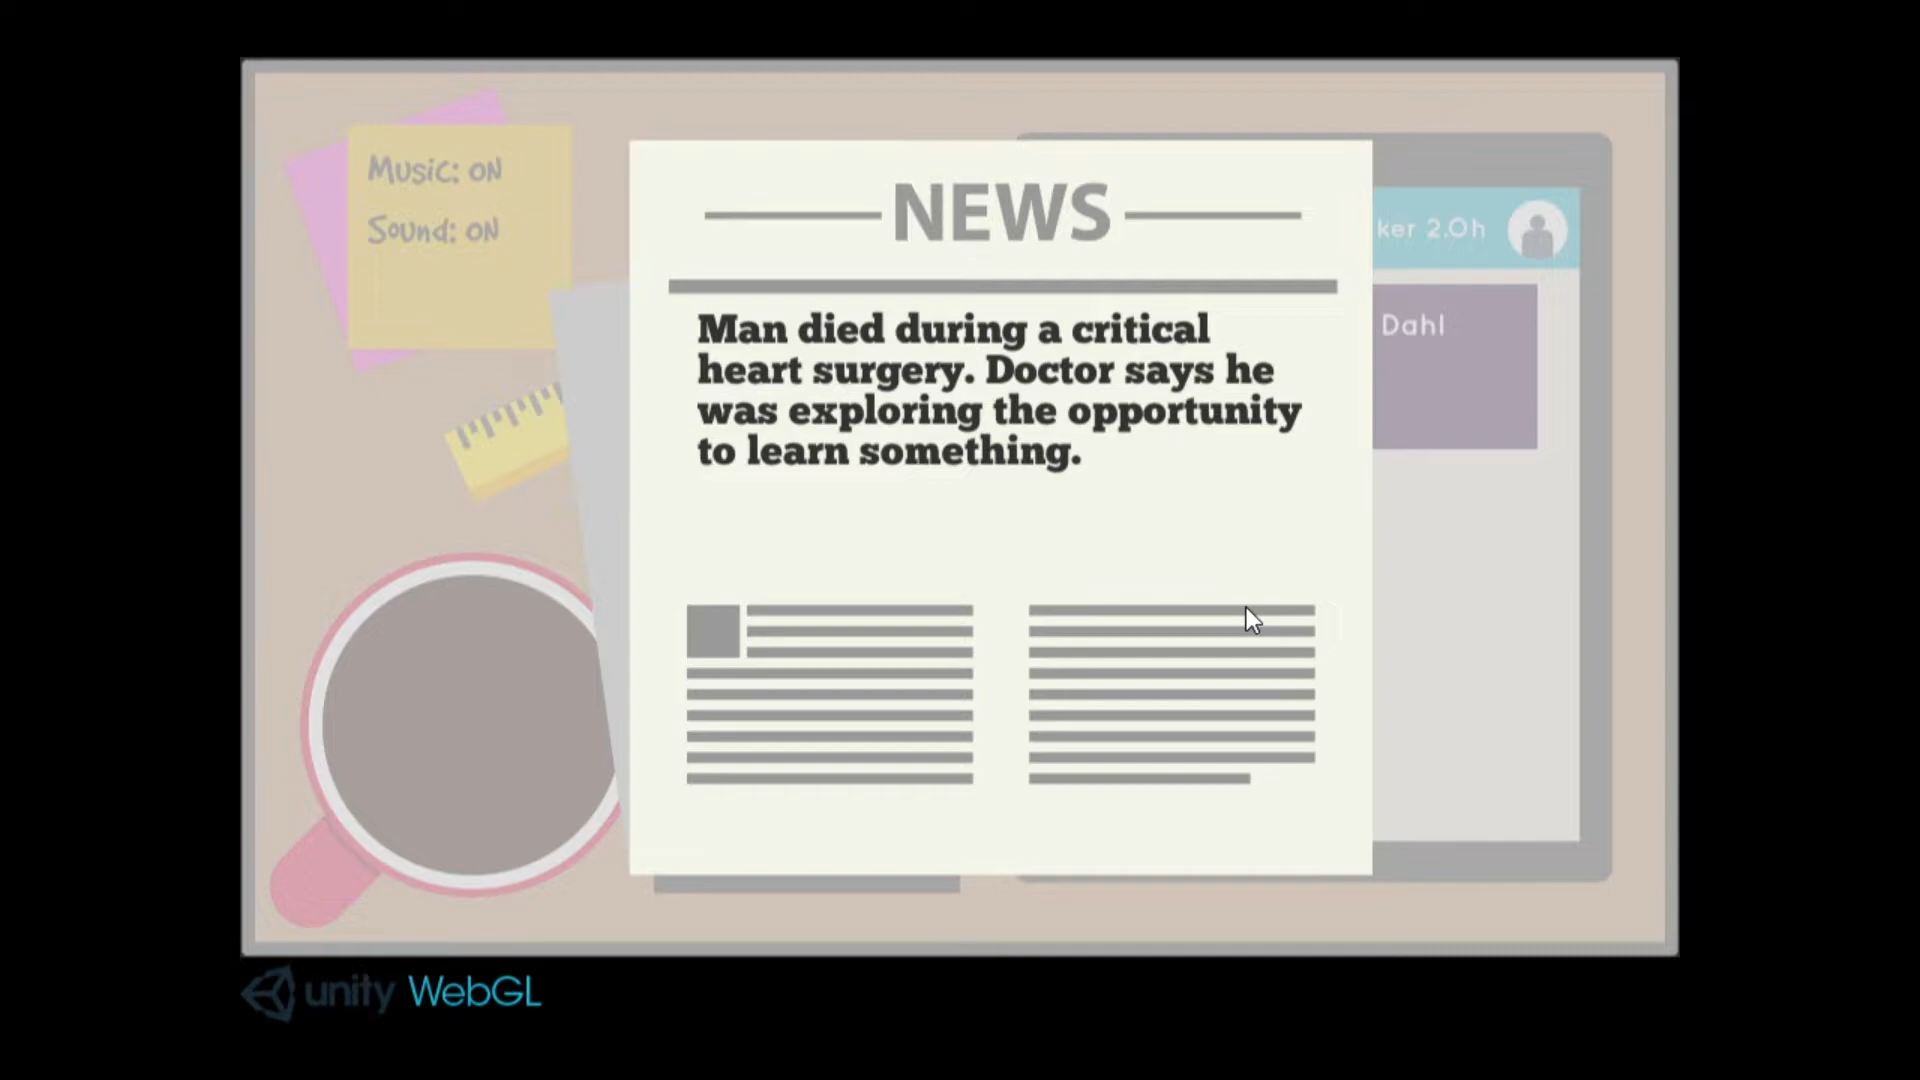 Music: ON
Sound: ON
NEWS
Man died during a critical
heart surgery. Doctor says he
was exploring the opportunity
to learn something.
ker 2.0h
Dahl
unity WebGL